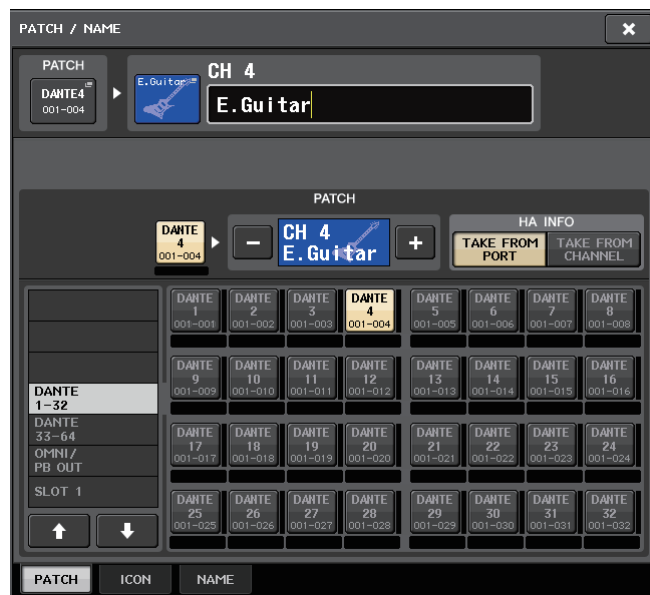 PATCH / NAME
PATCH
DANTE4
001-004
E.Guitar
CH 4
E.Guitar
PATCH
DANTE
4
001-004
CH 4
E.Guitar
HA INFO
TAKE FROM
PORT
TAKE FROM
CHANNEL
DANTE
1-32
DANTE
33-64
OMNI/
PB OUT
SLOT 1
DANTE
1
001-001
DANTE
2
001-002
DANTE
3
001-003
DANTE
4
001-004
DANTE
5
001-005
DANTE
6
001-006
DANTE
7
001-007
DANTE
8
001-008
DANTE
9
001-009
DANTE
10
001-010
DANTE
11
001-011
DANTE
12
001-012
DANTE
13
001-013
DANTE
14
001-014
DANTE
15
001-015
DANTE
16
001-016
DANTE
17
001-017
DANTE
18
001-018
DANTE
19
001-019
DANTE
20
001-020
DANTE
21
001-021
DANTE
22
001-022
DANTE
23
001-023
DANTE
24
001-024
DANTE
25
001-025
DANTE
26
001-026
DANTE
27
001-027
DANTE
28
001-028
DANTE
29
001-029
DANTE
30
001-030
DANTE
31
001-031
DANTE
32
001-032
PATCH
ICON
NAME